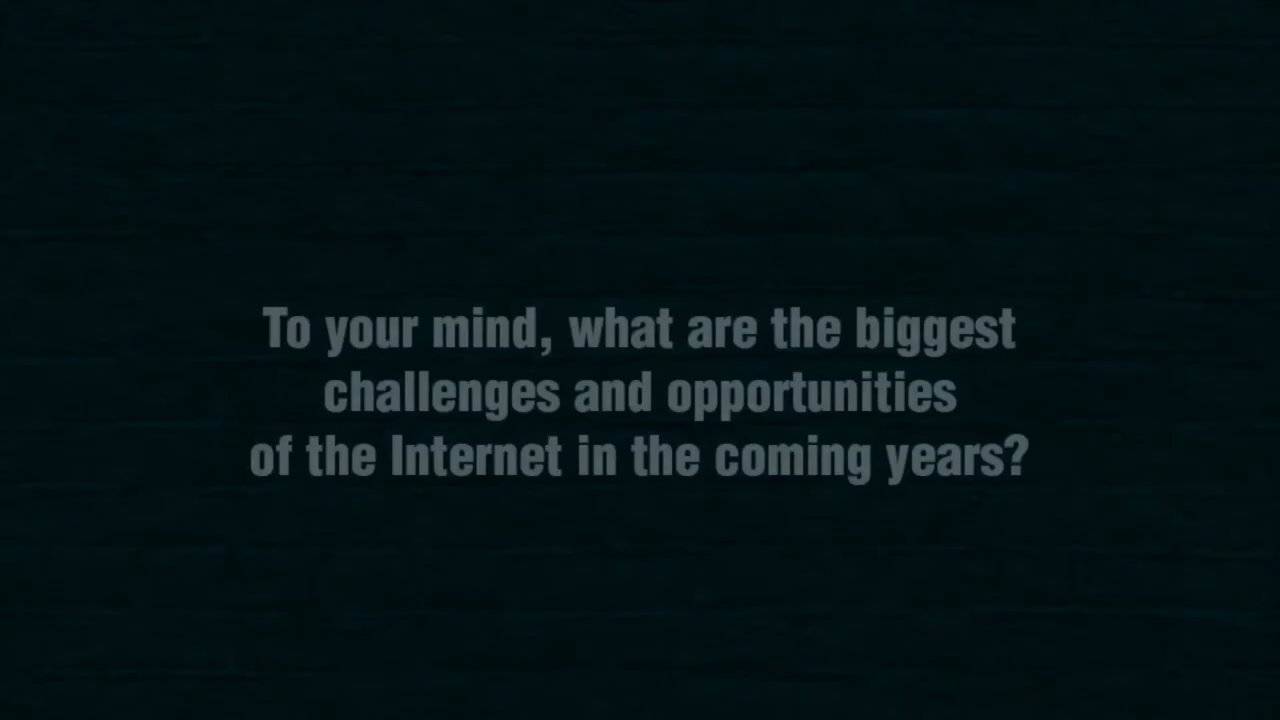 To your mind, what are the biggest
challenges and opportunities
of the Internet in the coming years?